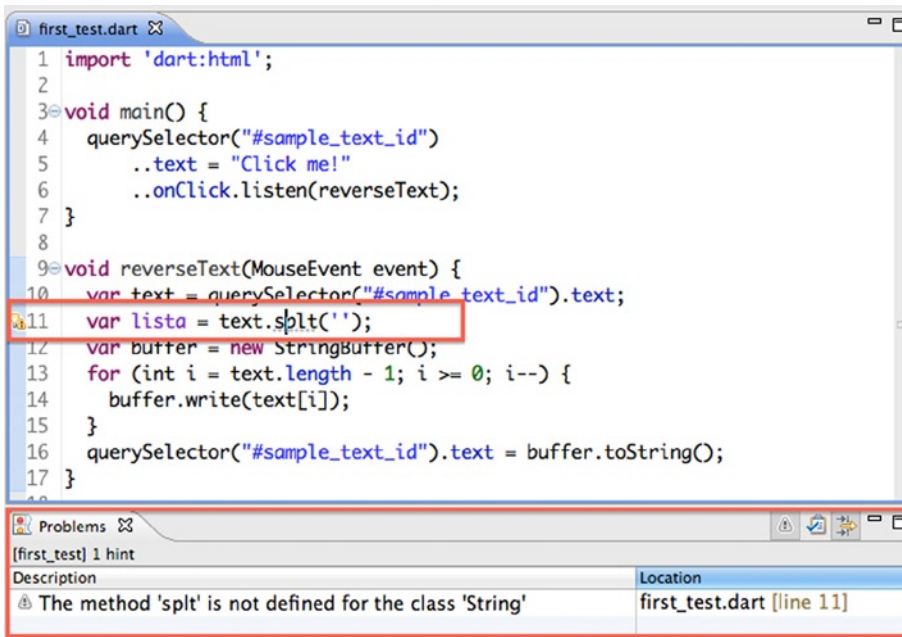 first_test.dart
1 import 'dart:html';
2
3 void main() {
4   querySelector("#sample_text_id")
5       ..text = "Click me!"
6       ..onClick.listen(reverseText);
7 }
8
9 void reverseText(MouseEvent event) {
10   var text = querySelector("#sample_text_id").text;
11   var lista = text.splt('');
12   var buffer = new StringBuffer();
13   for (int i = text.length - 1; i >= 0; i--) {
14     buffer.write(text[i]);
15   }
16   querySelector("#sample_text_id").text = buffer.toString();
17 }
Problems
[first_test] 1 hint
Description Location
The method 'splt' is not defined for the class 'String' first_test.dart [line 11]